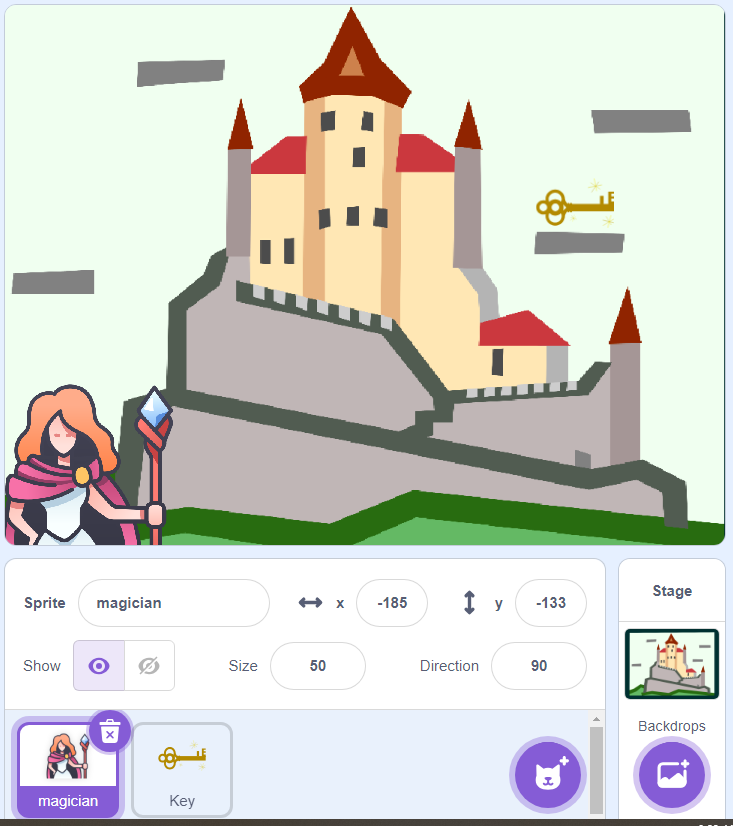 Sprite magician x -185 y -133
Stage
Show Size 50 Direction 90
Backdrops
magician Key